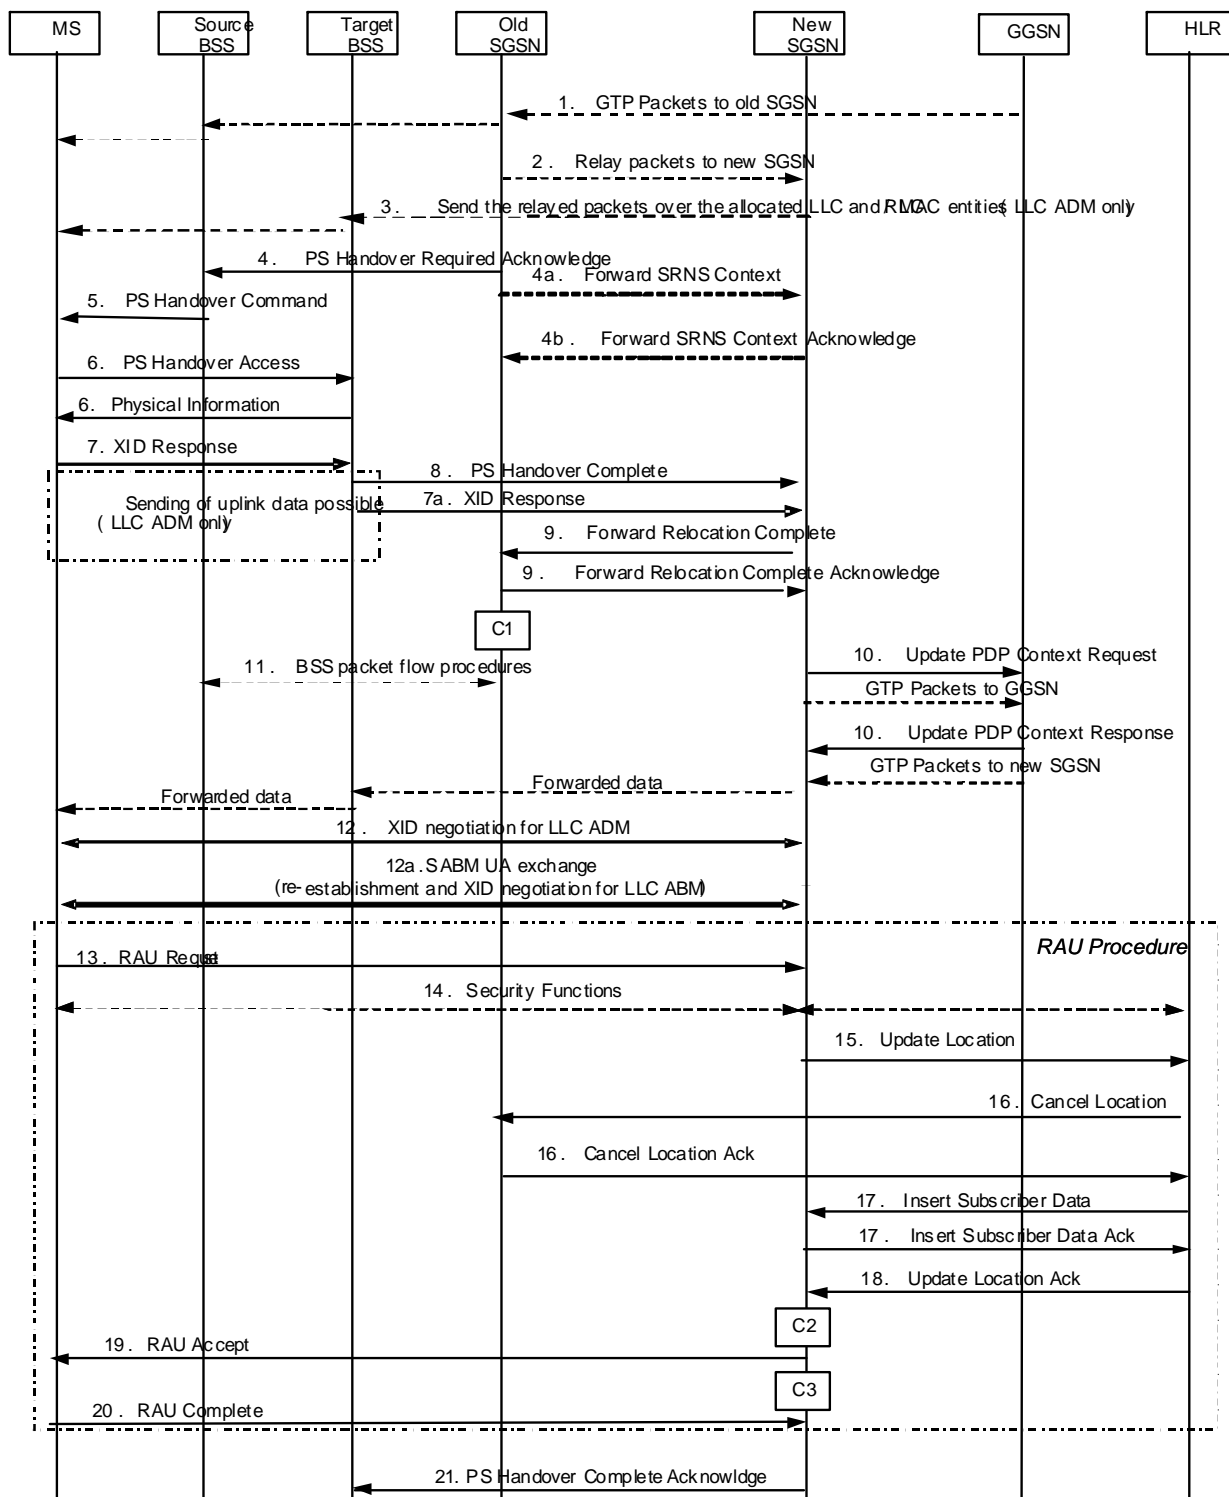 MS
Source
BSS
Target
BSS
Old
SGSN
New
SGSN
GGSN
HLR
1. GTP Packets to old SGSN
2. Relay packets to new SGSN
3. Send the relayed packets over the allocated LLC and RLC/MAC entities (LLC ADM only)
4. PS Handover Required Acknowledge
4a. Forward SRNS Context
5. PS Handover Command
4b. Forward SRNS Context Acknowledge
6. PS Handover Access
6. Physical Information
7. XID Response
8. PS Handover Complete
Sending of uplink data possible
(LLC ADM only)
7a. XID Response
9. Forward Relocation Complete
9. Forward Relocation Complete Acknowledge
C1
11. BSS packet flow procedures
10. Update PDP Context Request
GTP Packets to GGSN
10. Update PDP Context Response
GTP Packets to new SGSN
Forwarded data
Forwarded data
12. XID negotiation for LLC ADM
12a. SABM UA exchange
(re-establishment and XID negotiation for LLC ABM)
RAU Procedure
13. RAU Request
14. Security Functions
15. Update Location
16. Cancel Location
16. Cancel Location Ack
17. Insert Subscriber Data
17. Insert Subscriber Data Ack
18. Update Location Ack
C2
19. RAU Accept
C3
20. RAU Complete
21. PS Handover Complete Acknowldge